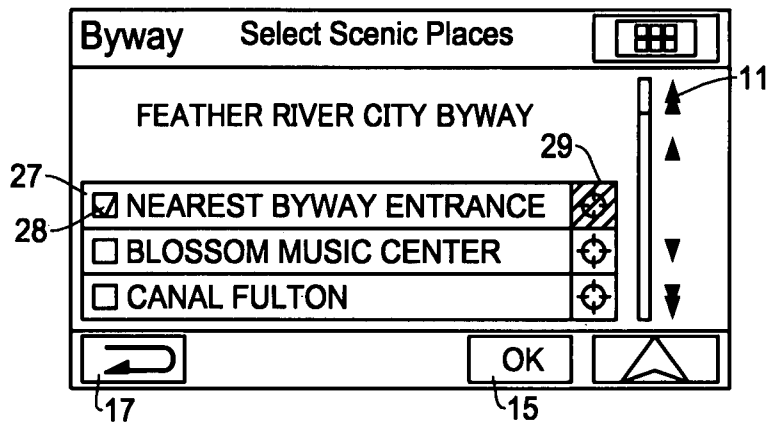 Byway Select Scenic Places
11
FEATHER RIVER CITY BYWAY
29
27
NEAREST BYWAY ENTRANCE
28
BLOSSOM MUSIC CENTER
CANAL FULTON
OK
17
15